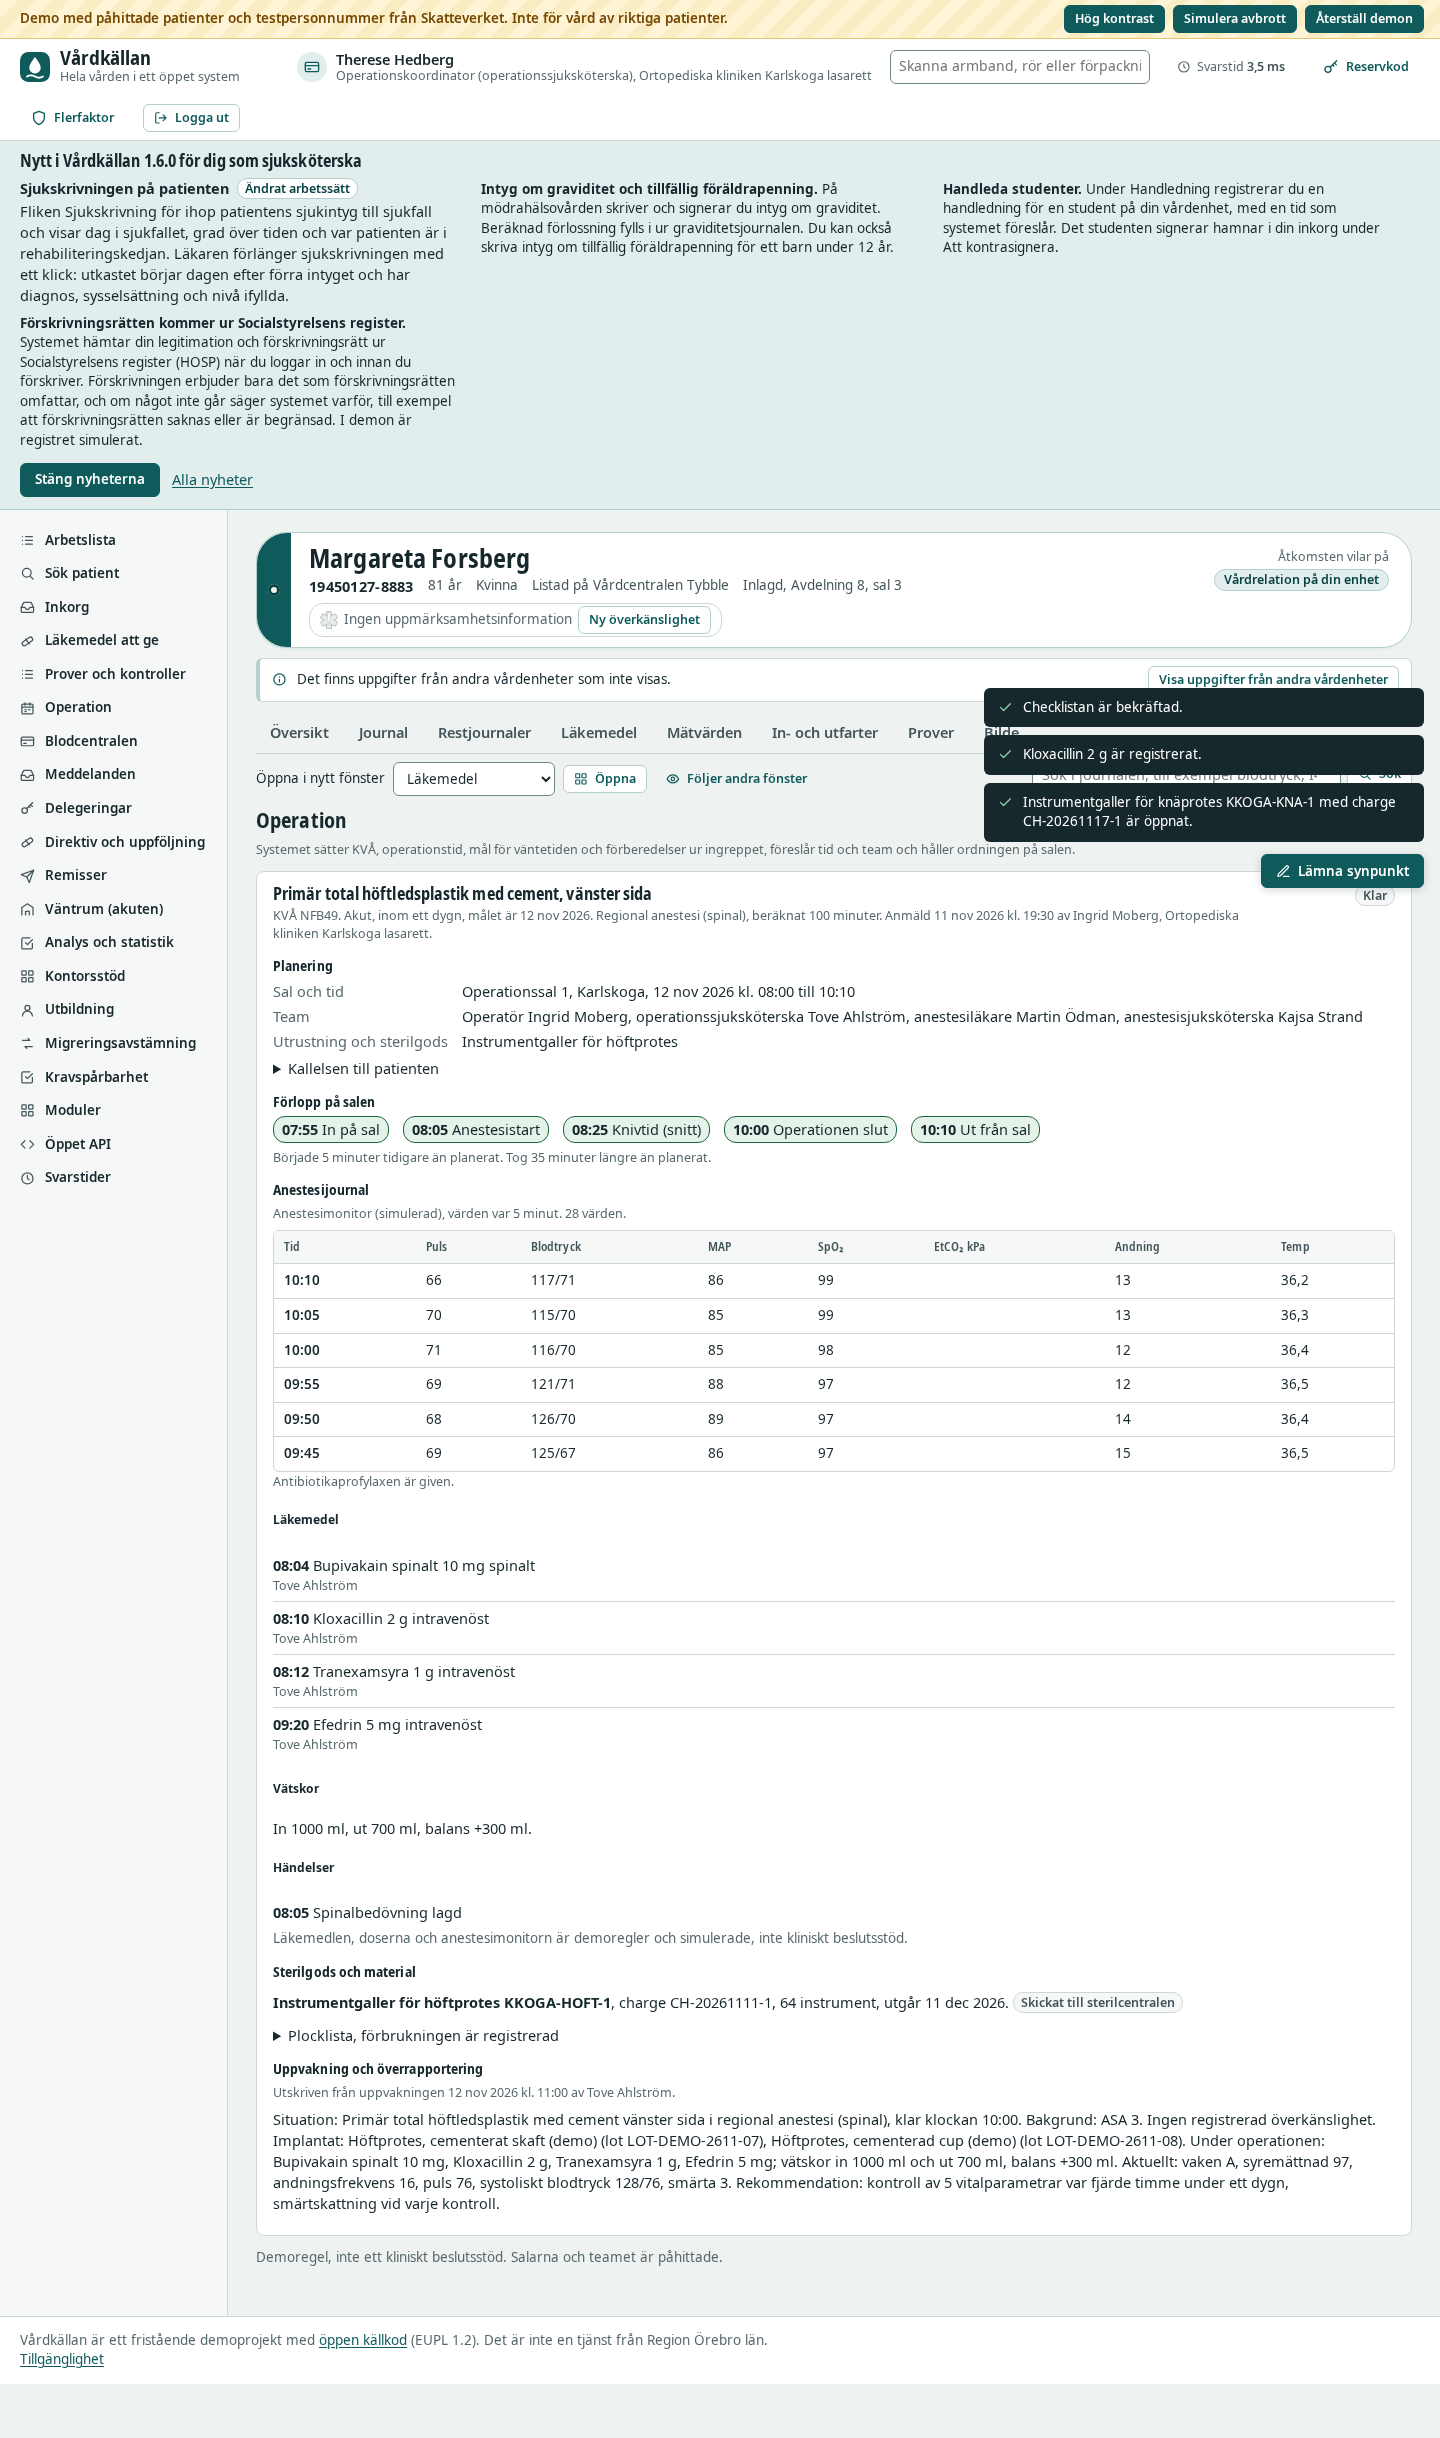 Demo med påhittade patienter och testpersonnummer från Skatteverket. Inte för vård av riktiga patienter.
Hög kontrast
Simulera avbrott
Återställ demon
Vårdkällan
Hela vården i ett öppet system
Therese Hedberg
Operationskoordinator (operationssjuksköterska), Ortopediska kliniken Karlskoga lasarett
Skanna armband, rör eller förpackni
Svarstid 3,5 ms
Reservkod
Flerfaktor
Logga ut
Nytt i Vårdkällan 1.6.0 för dig som sjuksköterska
Sjukskrivningen på patienten Ändrat arbetssätt
Fliken Sjukskrivning för ihop patientens sjukintyg till sjukfall
och visar dag i sjukfallet, grad över tiden och var patienten är i
rehabiliteringskedjan. Läkaren förlänger sjukskrivningen med
ett klick: utkastet börjar dagen efter förra intyget och har
diagnos, sysselsättning och nivå ifyllda.
Förskrivningsrätten kommer ur Socialstyrelsens register.
Systemet hämtar din legitimation och förskrivningsrätt ur
Socialstyrelsens register (HOSP) när du loggar in och innan du
förskriver. Förskrivningen erbjuder bara det som förskrivningsrätten
omfattar, och om något inte går säger systemet varför, till exempel
att förskrivningsrätten saknas eller är begränsad. I demon är
registret simulerat.
Intyg om graviditet och tillfällig föräldrapenning. På
mödrahälsovården skriver och signerar du intyg om graviditet.
Beräknad förlossning fylls i ur graviditetsjournalen. Du kan också
skriva intyg om tillfällig föräldrapenning för ett barn under 12 år.
Handleda studenter. Under Handledning registrerar du en
handledning för en student på din vårdenhet, med en tid som
systemet föreslår. Det studenten signerar hamnar i din inkorg under
Att kontrasignera.
Stäng nyheterna
Alla nyheter
Arbetslista
Sök patient
Inkorg
Läkemedel att ge
Prover och kontroller
Operation
Blodcentralen
Meddelanden
Delegeringar
Direktiv och uppföljning
Remisser
Väntrum (akuten)
Analys och statistik
Kontorsstöd
Utbildning
Migreringsavstämning
Kravspårbarhet
Moduler
Öppet API
Svarstider
Margareta Forsberg
19450127-8883 81 år Kvinna Listad på Vårdcentralen Tybble Inlagd, Avdelning 8, sal 3
Ingen uppmärksamhetsinformation Ny överkänslighet
Åtkomsten vilar på
Vårdrelation på din enhet
Det finns uppgifter från andra vårdenheter som inte visas.
Visa uppgifter från andra vårdenheter
Översikt Journal Restjournaler Läkemedel Mätvärden In- och utfarter Prover
Öppna i nytt fönster Läkemedel Öppna Följer andra fönster
Checklistan är bekräftad.
Kloxacillin 2 g är registrerat.
Instrumentgaller för knäprotes KKOGA-KNA-1 med charge
CH-20261117-1 är öppnat.
Lämna synpunkt
Operation
Systemet sätter KVÅ, operationstid, mål för väntetiden och förberedelser ur ingreppet, föreslår tid och team och håller ordningen på salen.
Primär total höftledsplastik med cement, vänster sida
Klar
KVÅ NFB49. Akut, inom ett dygn, målet är 12 nov 2026. Regional anestesi (spinal), beräknat 100 minuter. Anmäld 11 nov 2026 kl. 19:30 av Ingrid Moberg, Ortopediska
kliniken Karlskoga lasarett.
Planering
Sal och tid Operationssal 1, Karlskoga, 12 nov 2026 kl. 08:00 till 10:10
Team Operatör Ingrid Moberg, operationssjuksköterska Tove Ahlström, anestesiläkare Martin Ödman, anestesisjuksköterska Kajsa Strand
Utrustning och sterilgods Instrumentgaller för höftprotes
Kallelsen till patienten
Förlopp på salen
07:55 In på sal 08:05 Anestesistart 08:25 Knivtid (snitt) 10:00 Operationen slut 10:10 Ut från sal
Började 5 minuter tidigare än planerat. Tog 35 minuter längre än planerat.
Anestesijournal
Anestesimonitor (simulerad), värden var 5 minut. 28 värden.
Tid Puls Blodtryck MAP SpO₂ EtCO₂ kPa Andning Temp
10:10 66 117/71 86 99 13 36,2
10:05 70 115/70 85 99 13 36,3
10:00 71 116/70 85 98 12 36,4
09:55 69 121/71 88 97 12 36,5
09:50 68 126/70 89 97 14 36,4
09:45 69 125/67 86 97 15 36,5
Antibiotikaprofylaxen är given.
Läkemedel
08:04 Bupivakain spinalt 10 mg spinalt
Tove Ahlström
08:10 Kloxacillin 2 g intravenöst
Tove Ahlström
08:12 Tranexamsyra 1 g intravenöst
Tove Ahlström
09:20 Efedrin 5 mg intravenöst
Tove Ahlström
Vätskor
In 1000 ml, ut 700 ml, balans +300 ml.
Händelser
08:05 Spinalbedövning lagd
Läkemedlen, doserna och anestesimonitorn är demoregler och simulerade, inte kliniskt beslutsstöd.
Sterilgods och material
Instrumentgaller för höftprotes KKOGA-HOFT-1, charge CH-20261111-1, 64 instrument, utgår 11 dec 2026. Skickat till sterilcentralen
Plocklista, förbrukningen är registrerad
Uppvakning och överrapportering
Utskriven från uppvakningen 12 nov 2026 kl. 11:00 av Tove Ahlström.
Situation: Primär total höftledsplastik med cement vänster sida i regional anestesi (spinal), klar klockan 10:00. Bakgrund: ASA 3. Ingen registrerad överkänslighet.
Implantat: Höftprotes, cementerat skaft (demo) (lot LOT-DEMO-2611-07), Höftprotes, cementerad cup (demo) (lot LOT-DEMO-2611-08). Under operationen:
Bupivakain spinalt 10 mg, Kloxacillin 2 g, Tranexamsyra 1 g, Efedrin 5 mg; vätskor in 1000 ml och ut 700 ml, balans +300 ml. Aktuellt: vaken A, syremättnad 97,
andningsfrekvens 16, puls 76, systoliskt blodtryck 128/76, smärta 3. Rekommendation: kontroll av 5 vitalparametrar var fjärde timme under ett dygn,
smärtskattning vid varje kontroll.
Demoregel, inte ett kliniskt beslutsstöd. Salarna och teamet är påhittade.
Vårdkällan är ett fristående demoprojekt med öppen källkod (EUPL 1.2). Det är inte en tjänst från Region Örebro län.
Tillgänglighet